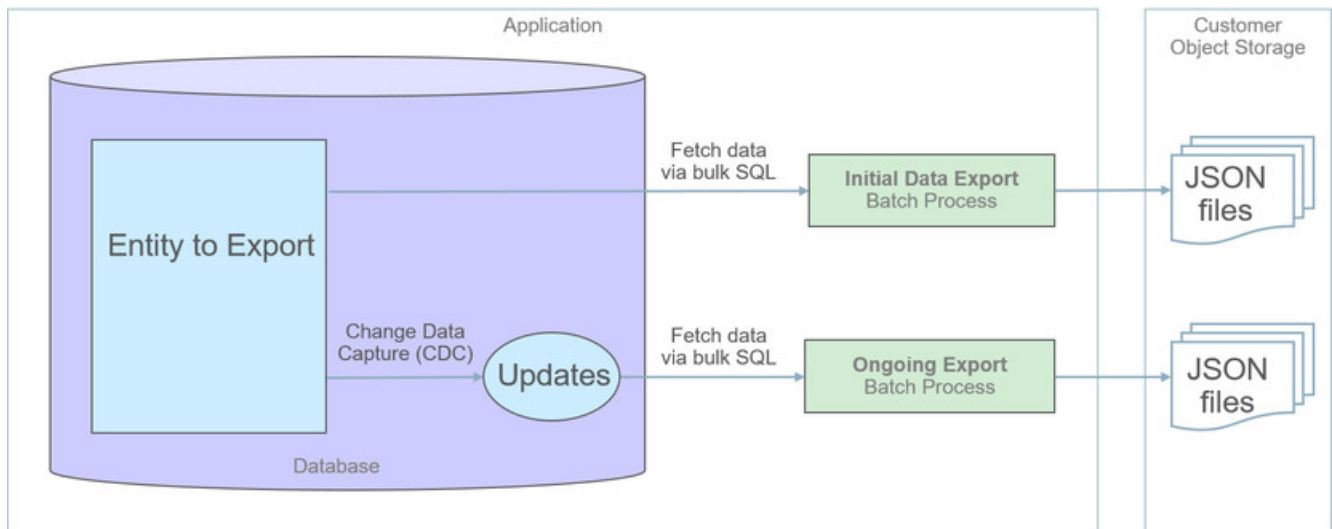 Application
Customer
Object Storage
Fetch data
via bulk SQL
Initial Data Export
Batch Process
JSON
files
Entity to Export
Change Data
Capture (CDC)
Updates
Fetch data
via bulk SQL
Ongoing Export
Batch Process
JSON
files
Database